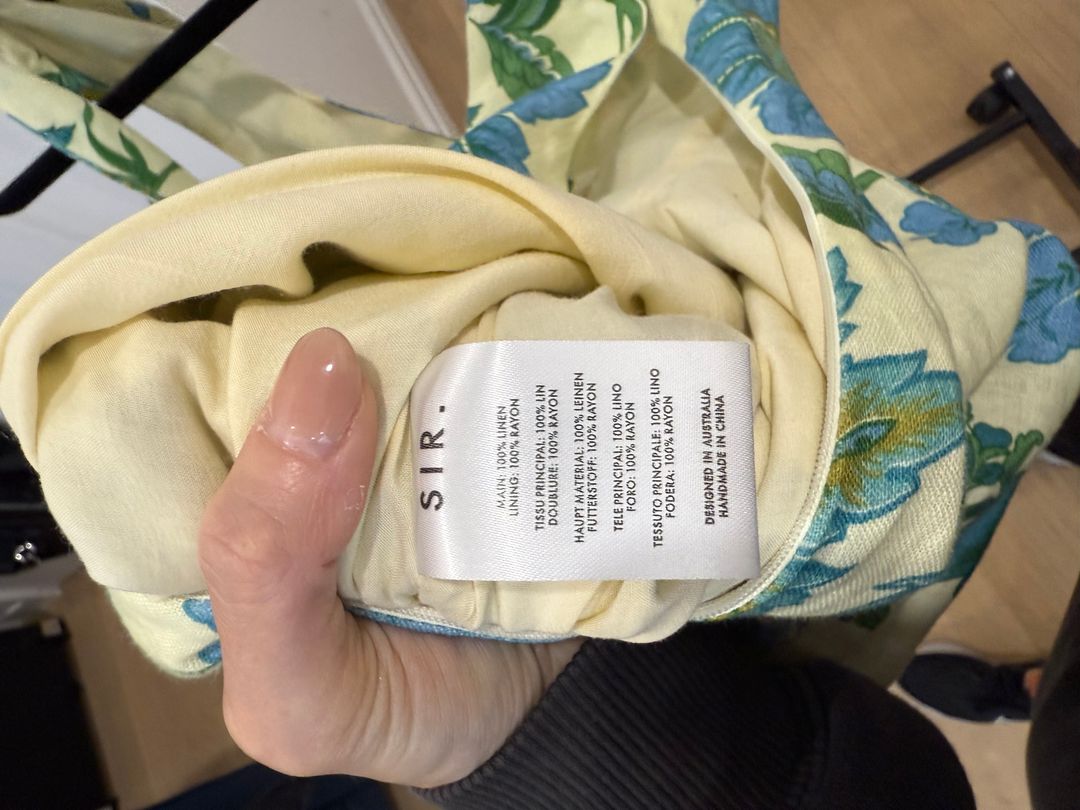 SIR.
MAIN: 100% LINEN
LINING: 100% RAYON
TISSU PRINCIPAL: 100% LIN
DOUBLURE: 100% RAYON
HAUPT MATERIAL: 100% LEINEN
FUTTERSTOFF: 100% RAYON
TELE PRINCIPAL: 100% LINO
FORO: 100% RAYON
TESSUTO PRINCIPALE: 100% LINO
FODERA: 100% RAYON
DESIGNED IN AUSTRALIA
HANDMADE IN CHINA